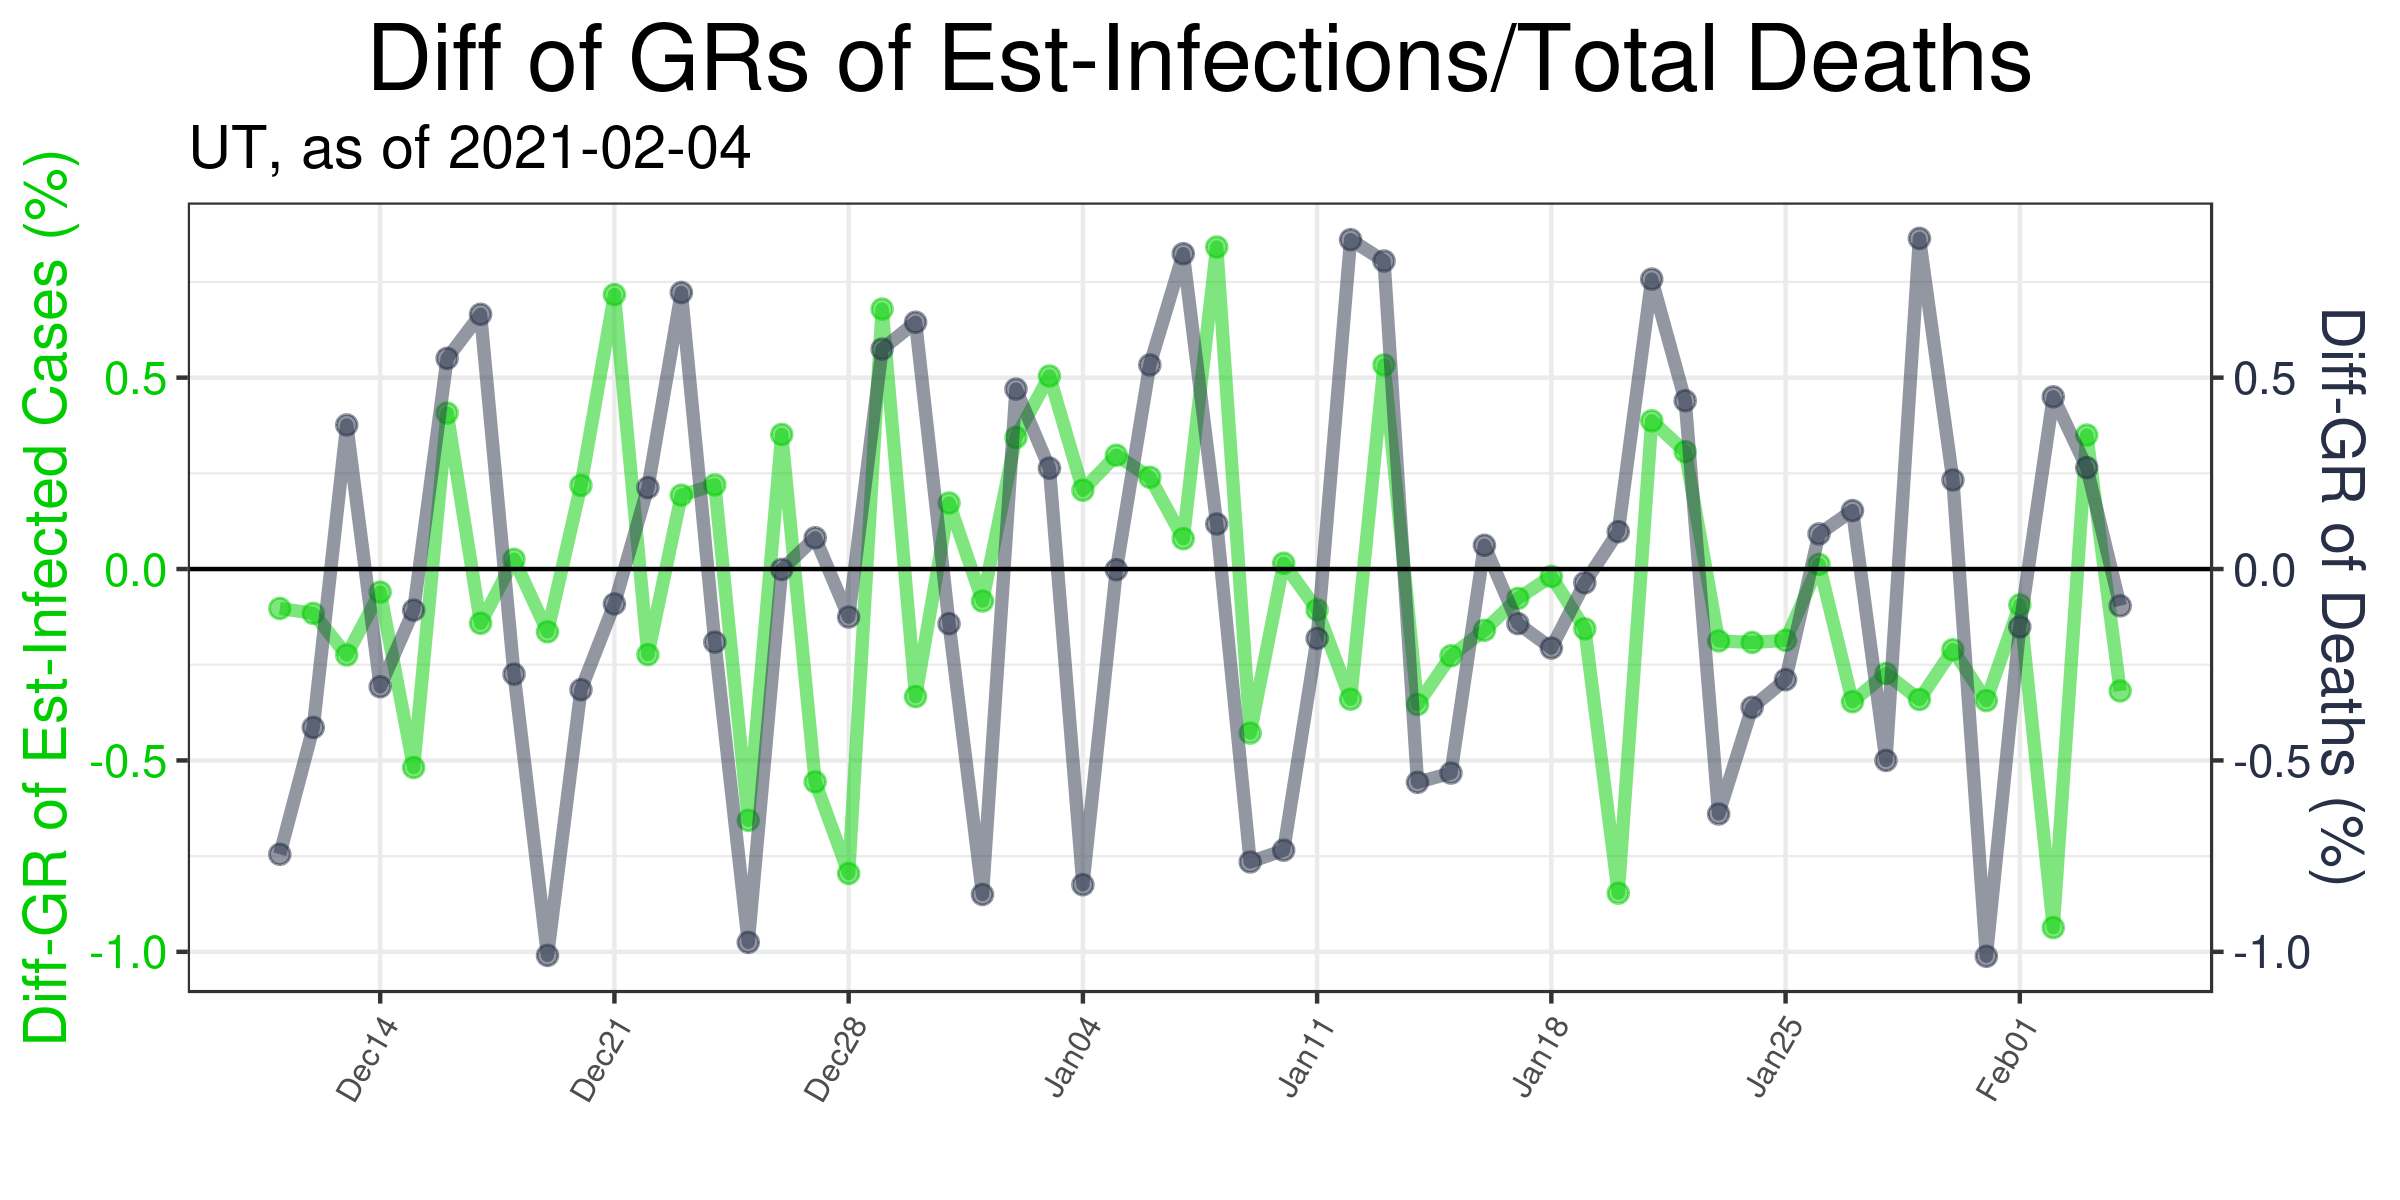 Diff of GRs of Est-Infections/Total Deaths
UT, as of 2021-02-04
Diff-GR of Est-Infected Cases (%)
0.5
0.0
-0.5
-1.0
0.5
0.0
-0.5
-1.0
Diff-GR of Deaths (%)
Dec14
Dec21
Dec28
Jan04
Jan11
Jan18
Jan25
Feb01